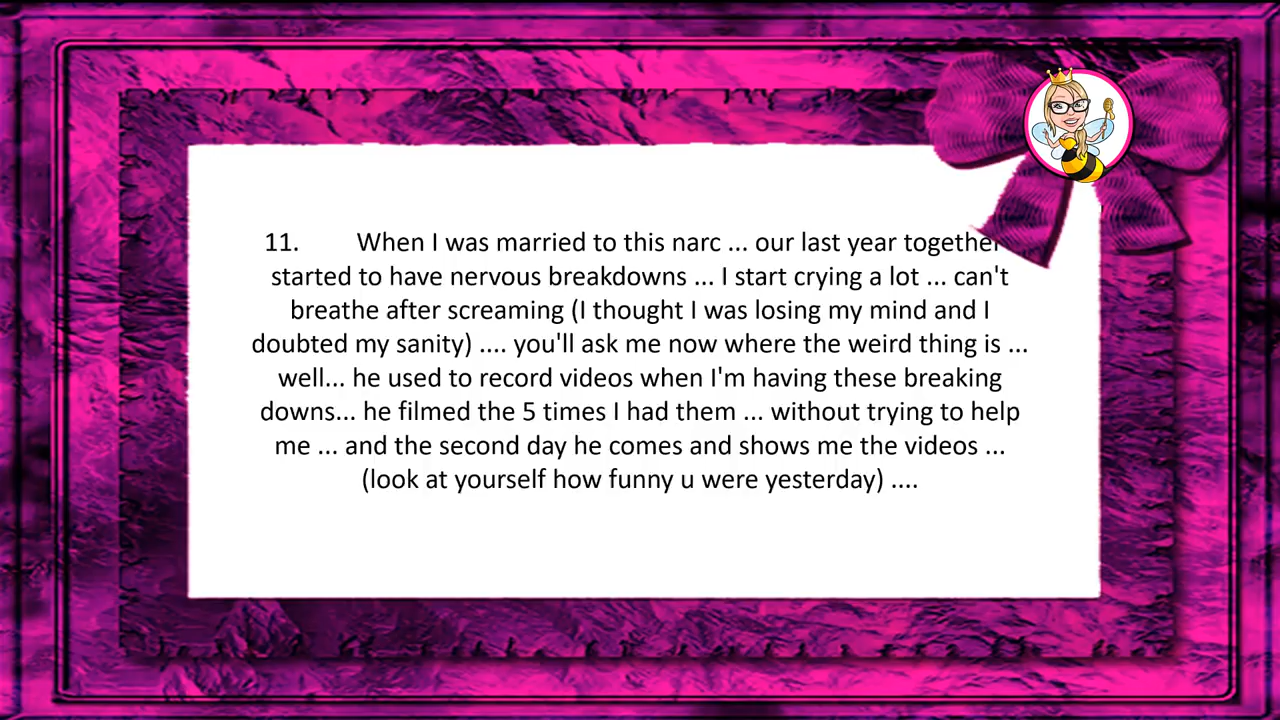 11. When I was married to this narc ... our last year together
started to have nervous breakdowns ... I start crying a lot ... can't
breathe after screaming (I thought I was losing my mind and I
doubted my sanity) .... you'll ask me now where the weird thing is ...
well... he used to record videos when I'm having these breaking
downs... he filmed the 5 times I had them ... without trying to help
me ... and the second day he comes and shows me the videos ...
(look at yourself how funny u were yesterday) ....